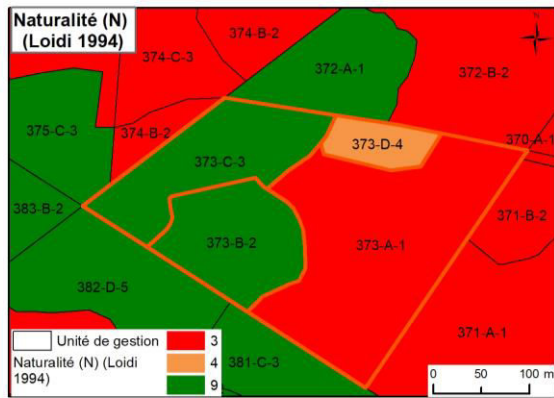 Naturalité (N)
(Loidi 1994)
N
374-B-2
374-C-3
372-A-1
372-B-2
375-C-3
374-B-2
370-A-1
373-D-4
373-C-3
383-B-2
371-B-2
373-B-2
373-A-1
382-D-5
371-A-1
381-C-3
Unité de gestion
Naturalité (N) (Loidi
1994)
3
4
9
0 50 100 m